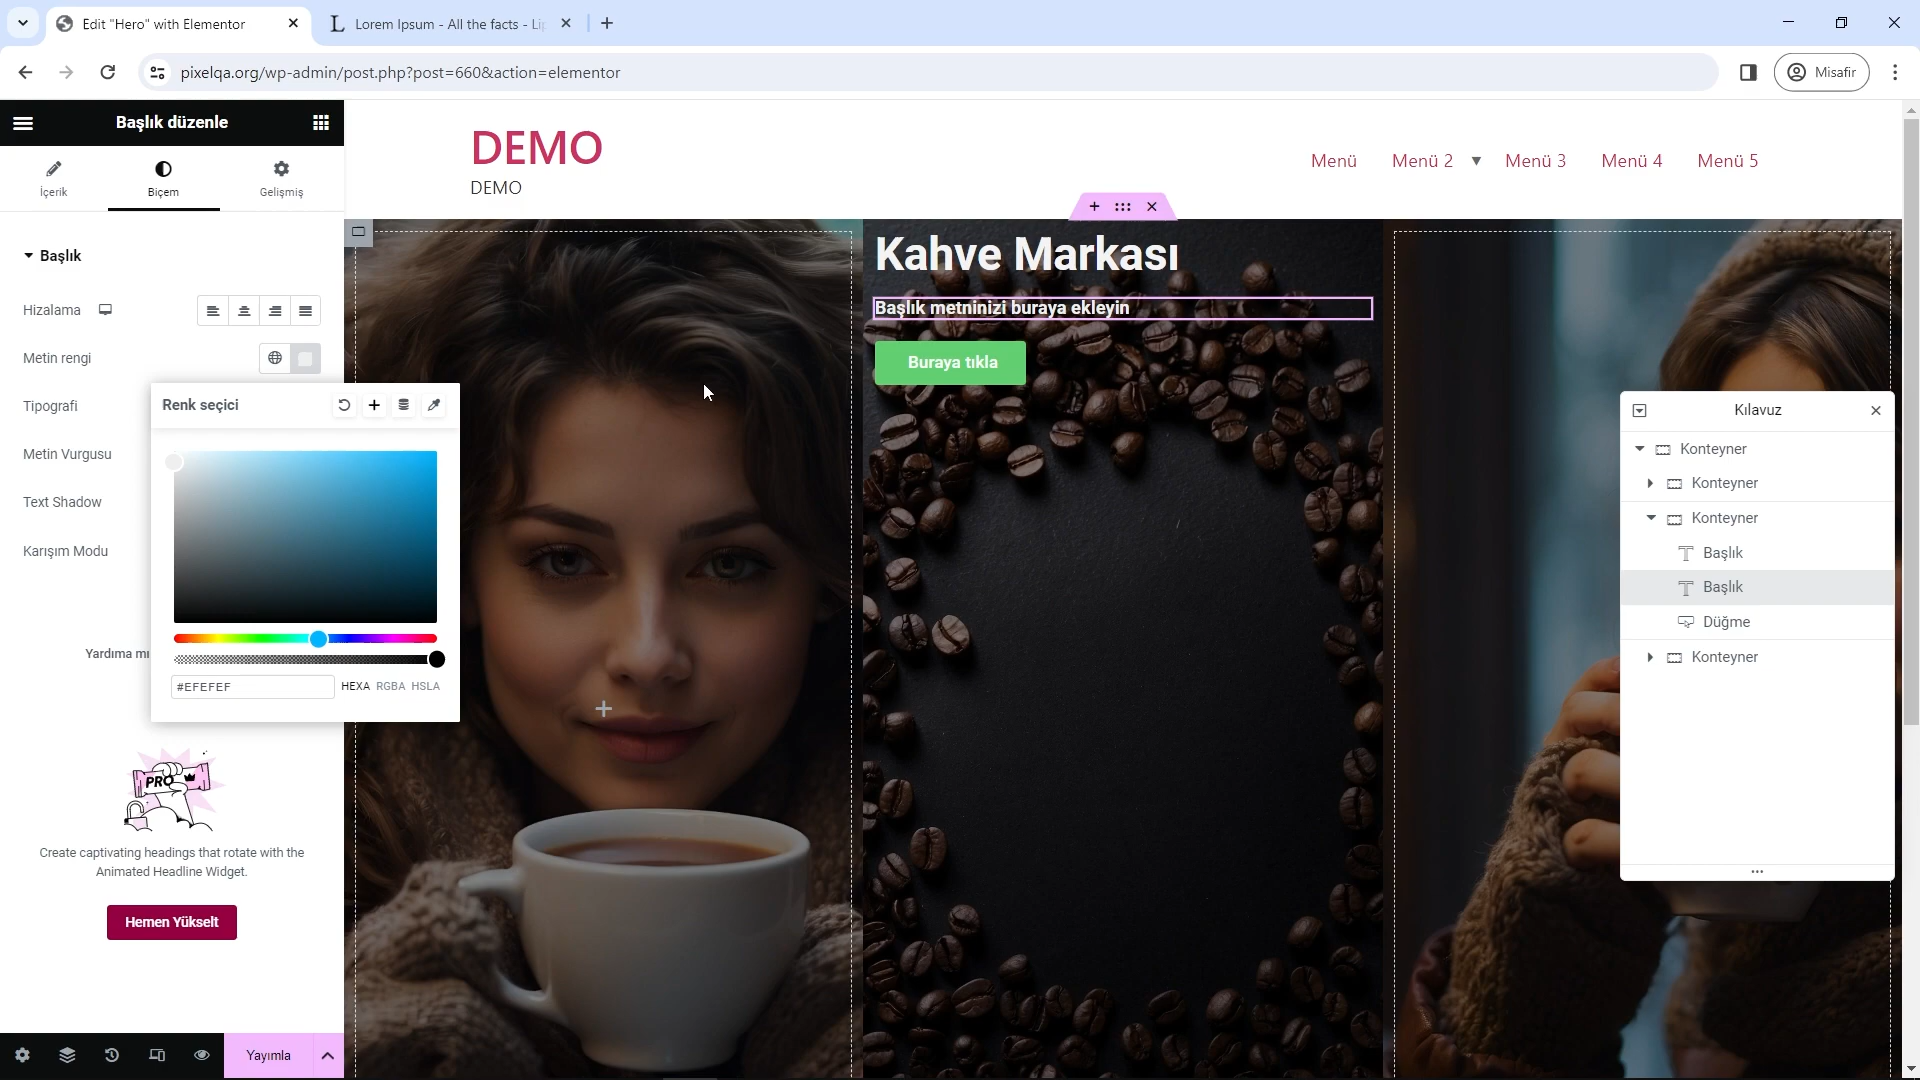 Edit "Hero" with Elementor
Lorem Ipsum - All the facts - Li
pixelqa.org/wp-admin/post.php?post=660&action=elementor
Misafir
Başlık düzenle
İçerik
Biçem
Gelişmiş
Başlık
Hizalama
Metin rengi
Tipografi
Metin Vurgusu
Text Shadow
Karışım Modu
Yardıma mı
Renk seçici
#EFEFEF
HEXA RGBA HSLA
PRO
Create captivating headings that rotate with the
Animated Headline Widget.
Hemen Yükselt
Yayımla
DEMO
DEMO
Menü
Menü 2
Menü 3
Menü 4
Menü 5
Kahve Markası
Başlık metninizi buraya ekleyin
Buraya tıkla
Kılavuz
Konteyner
Konteyner
Konteyner
Başlık
Başlık
Düğme
Konteyner